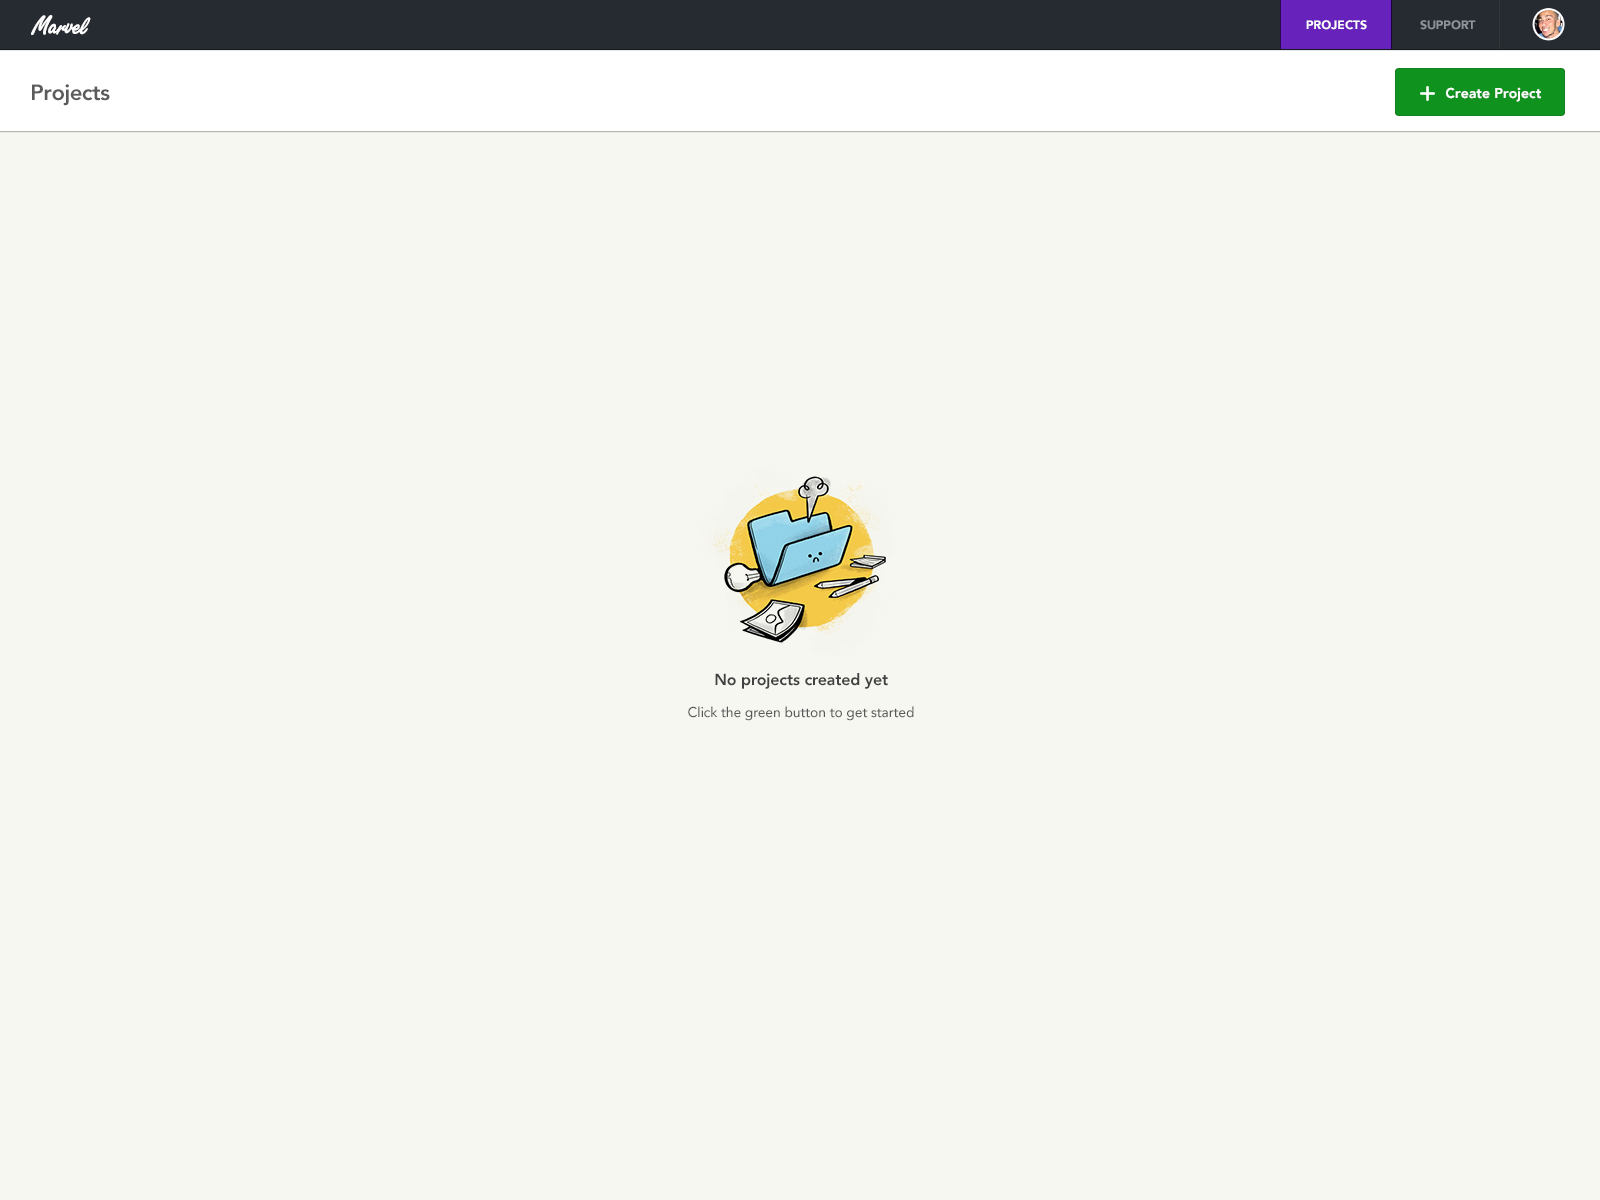 Marvel
PROJECTS
SUPPORT
Projects
Create Project
No projects created yet
Click the green button to get started